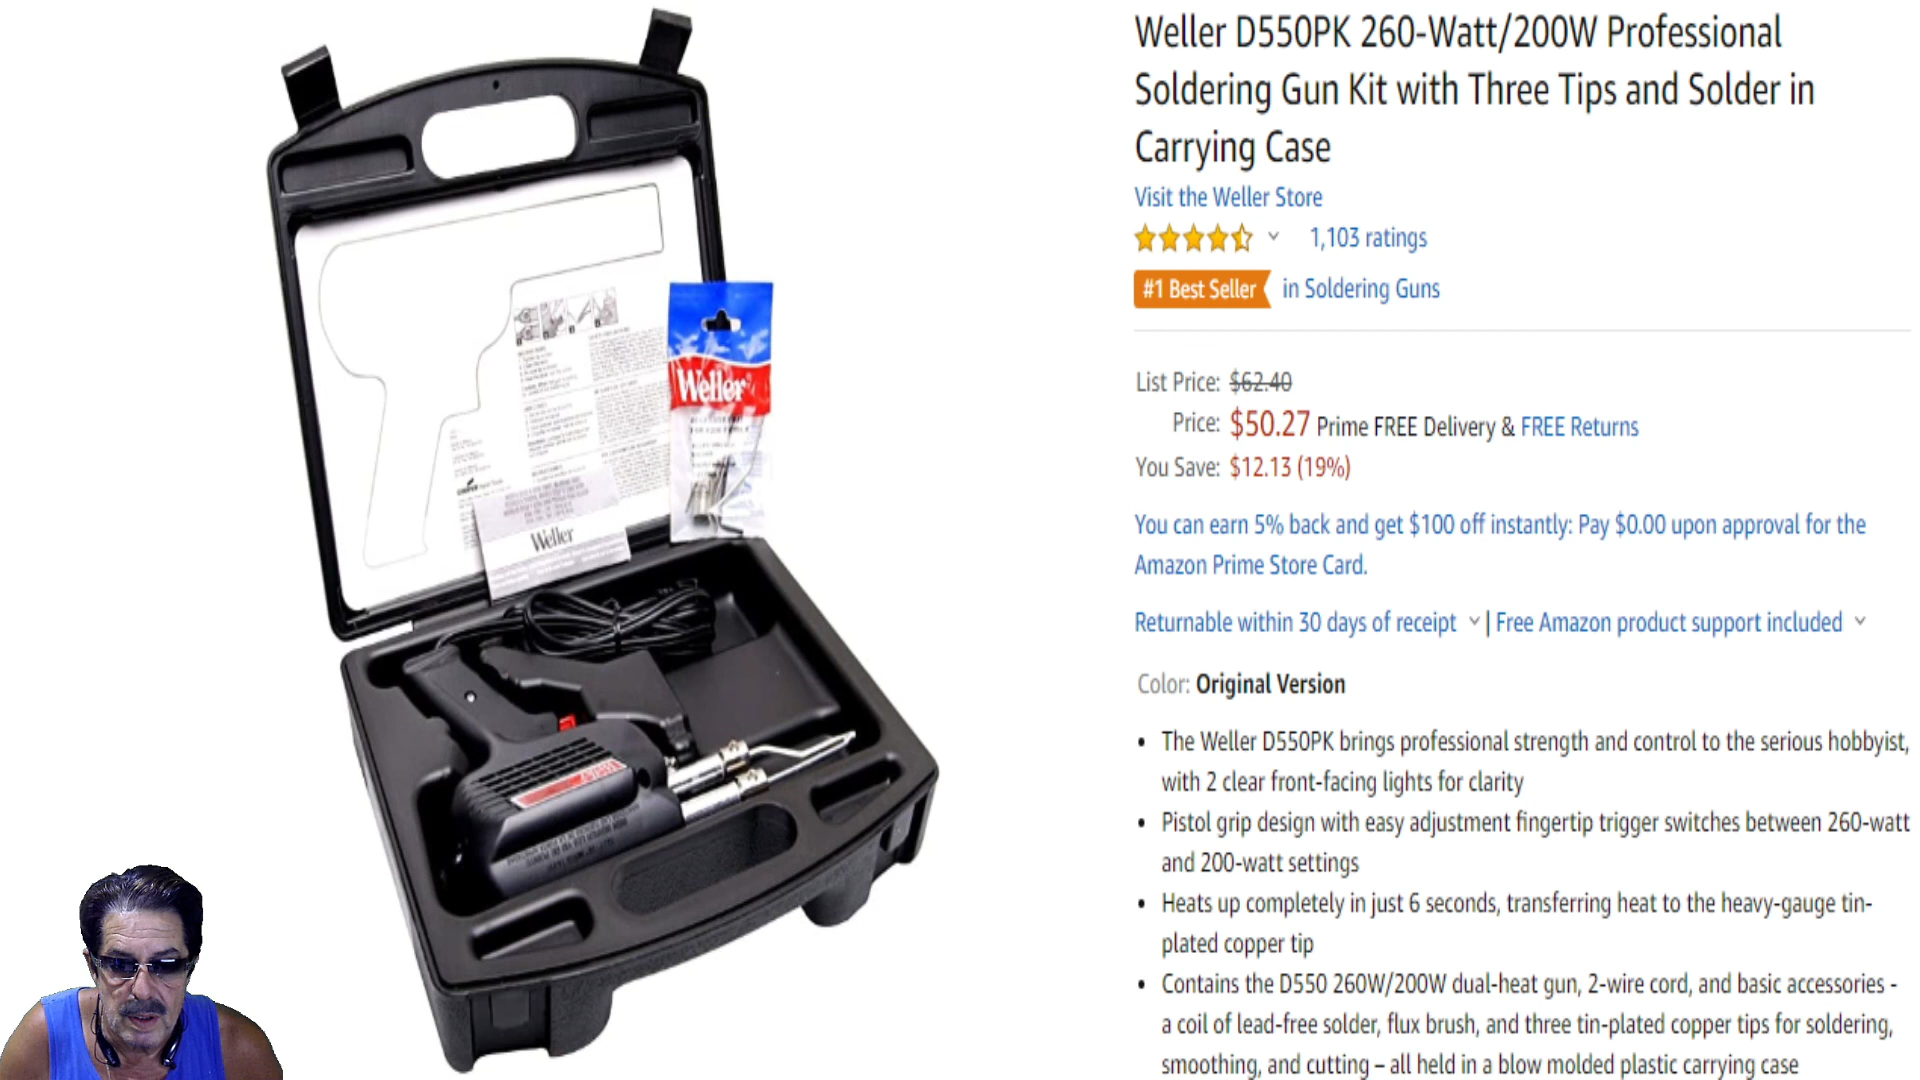 Weller D550PK 260-Watt/200W Professional
Soldering Gun Kit with Three Tips and Solder in
Carrying Case
Visit the Weller Store
1,103 ratings
#1 Best Seller in Soldering Guns
List Price: $62.40
Price: $50.27 Prime FREE Delivery & FREE Returns
You Save: $12.13 (19%)
You can earn 5% back and get $100 off instantly: Pay $0.00 upon approval for the
Amazon Prime Store Card.
Returnable within 30 days of receipt | Free Amazon product support included
Color: Original Version
• The Weller D550PK brings professional strength and control to the serious hobbyist,
with 2 clear front-facing lights for clarity
• Pistol grip design with easy adjustment fingertip trigger switches between 260-watt
and 200-watt settings
• Heats up completely in just 6 seconds, transferring heat to the heavy-gauge tin-
plated copper tip
• Contains the D550 260W/200W dual-heat gun, 2-wire cord, and basic accessories -
a coil of lead-free solder, flux brush, and three tin-plated copper tips for soldering,
smoothing, and cutting – all held in a blow molded plastic carrying case
Weller
Weller